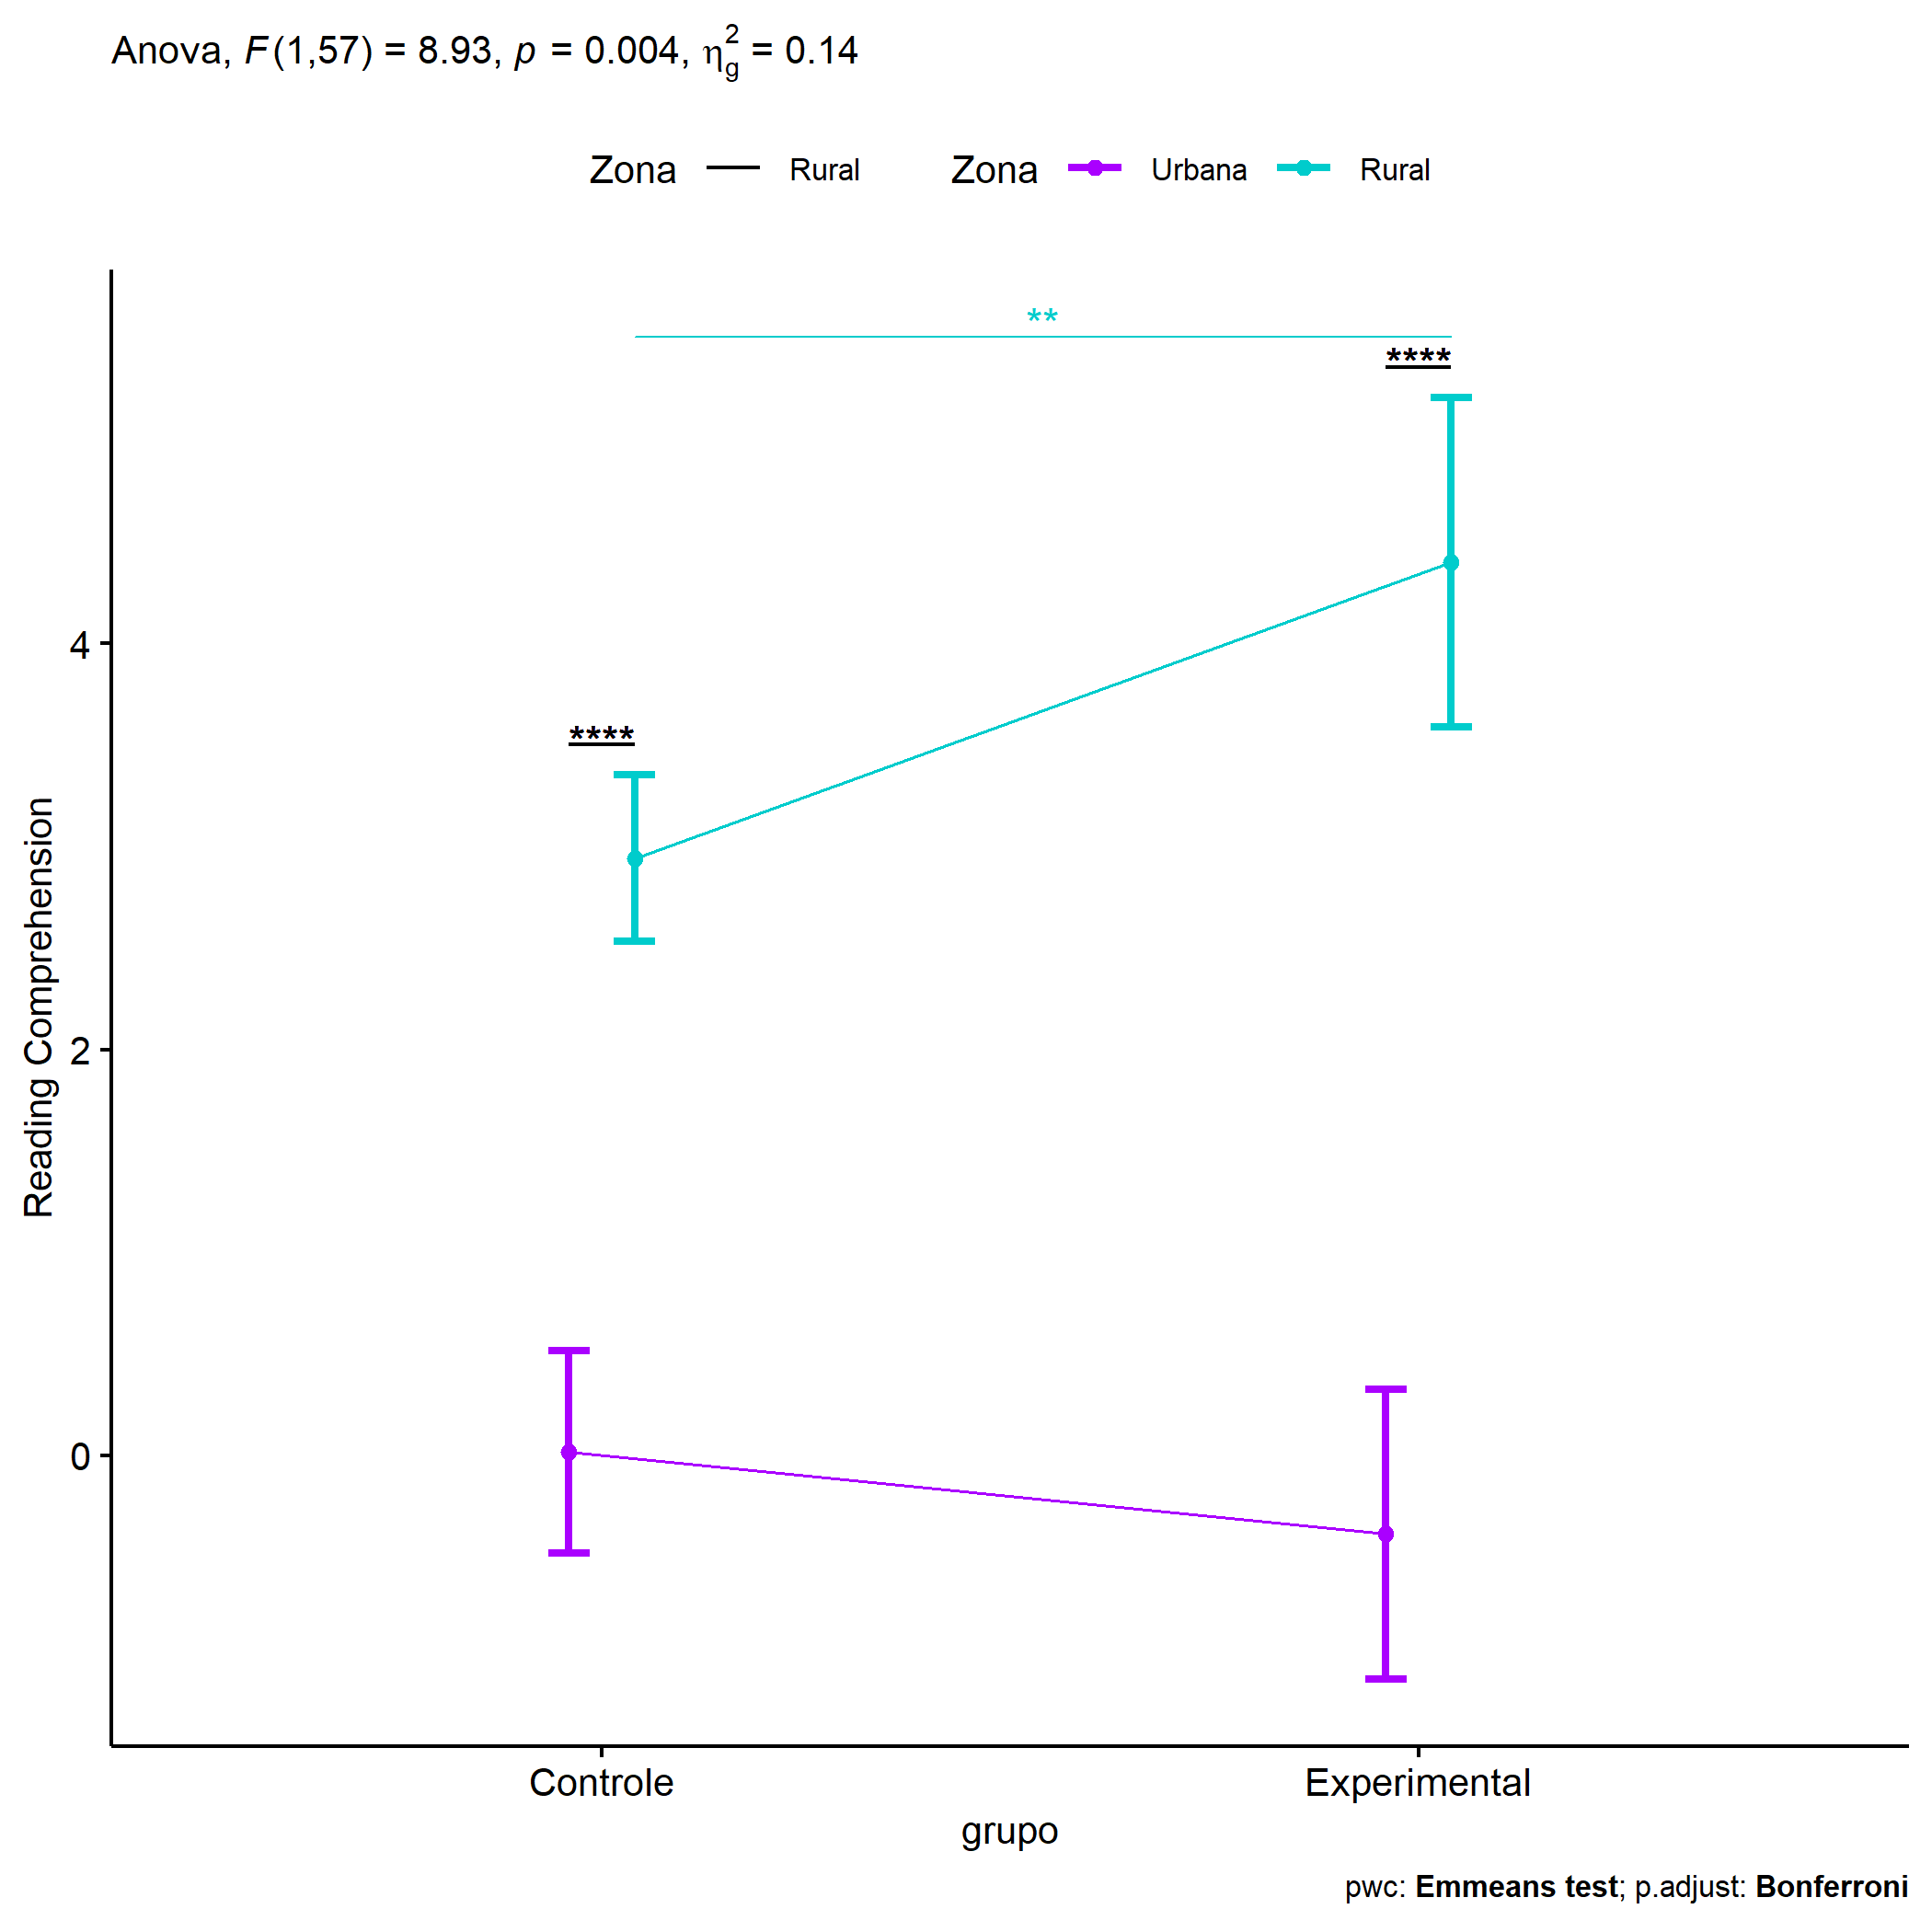 Anova, F(1,57) = 8.93, p = 0.004, η²g = 0.14
Zona Rural Zona Urbana Rural
**
****
****
4
2
0
Reading Comprehension
Controle Experimental
grupo
pwc: Emmeans test; p.adjust: Bonferroni